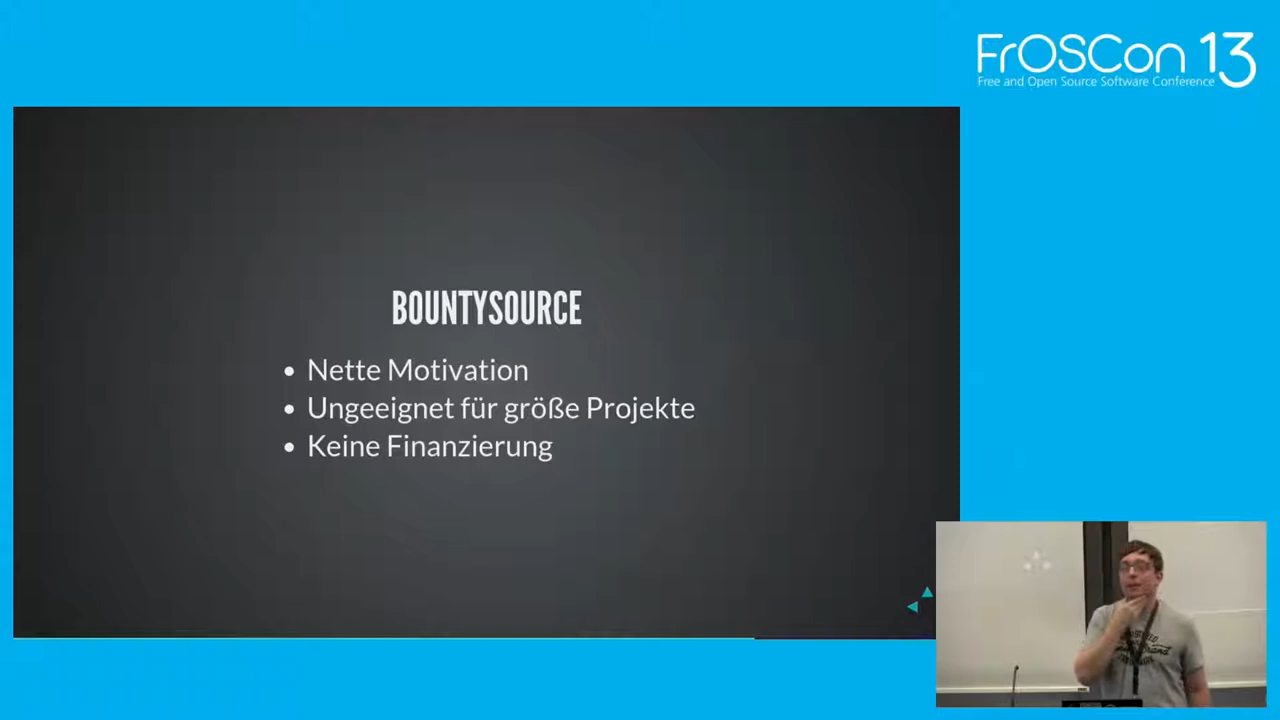 FrOSCon 13
Free and Open Source Software Conference
BOUNTYSOURCE
• Nette Motivation
• Ungeeignet für größe Projekte
• Keine Finanzierung